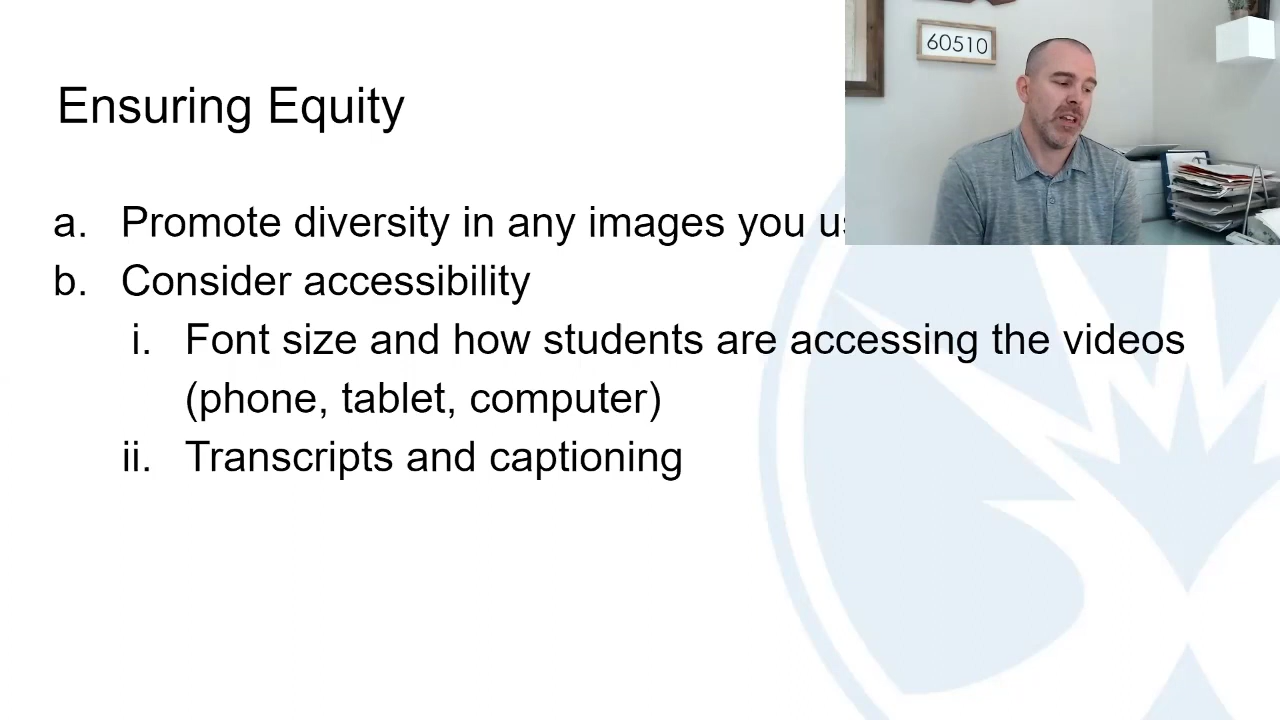 60510
Ensuring Equity
a. Promote diversity in any images you
b. Consider accessibility
i. Font size and how students are accessing the videos
(phone, tablet, computer)
ii. Transcripts and captioning